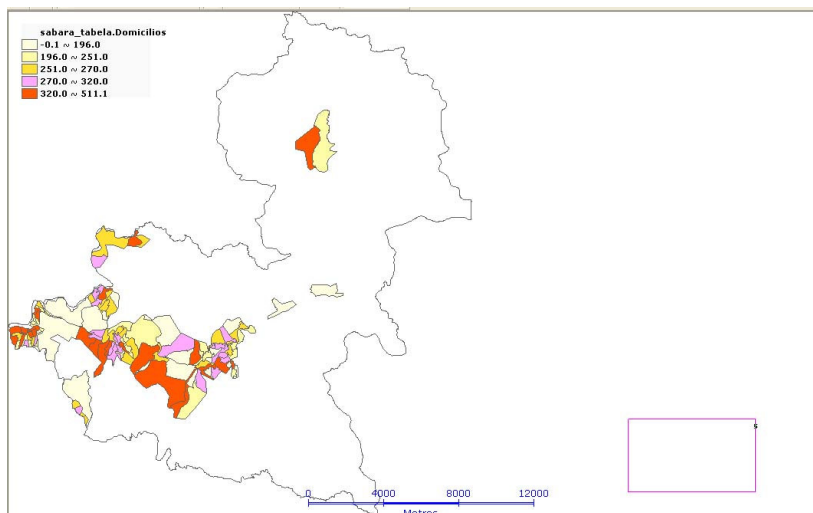 sabara_tabela.Domicilios
-0.1 ~ 196.0
196.0 ~ 251.0
251.0 ~ 270.0
270.0 ~ 320.0
320.0 ~ 511.1
s
0 4000 8000 12000
Metros